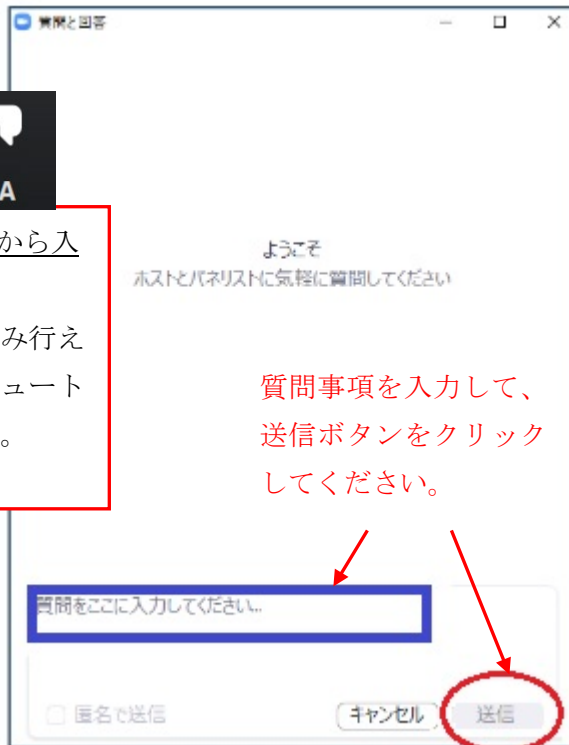 質問と回答
A
から入
み行え
ュート
。
ようこそ
ホストとパネリストに気軽に質問してください
質問事項を入力して、
送信ボタンをクリック
してください。
質問をここに入力してください...
匿名で送信
キャンセル
送信